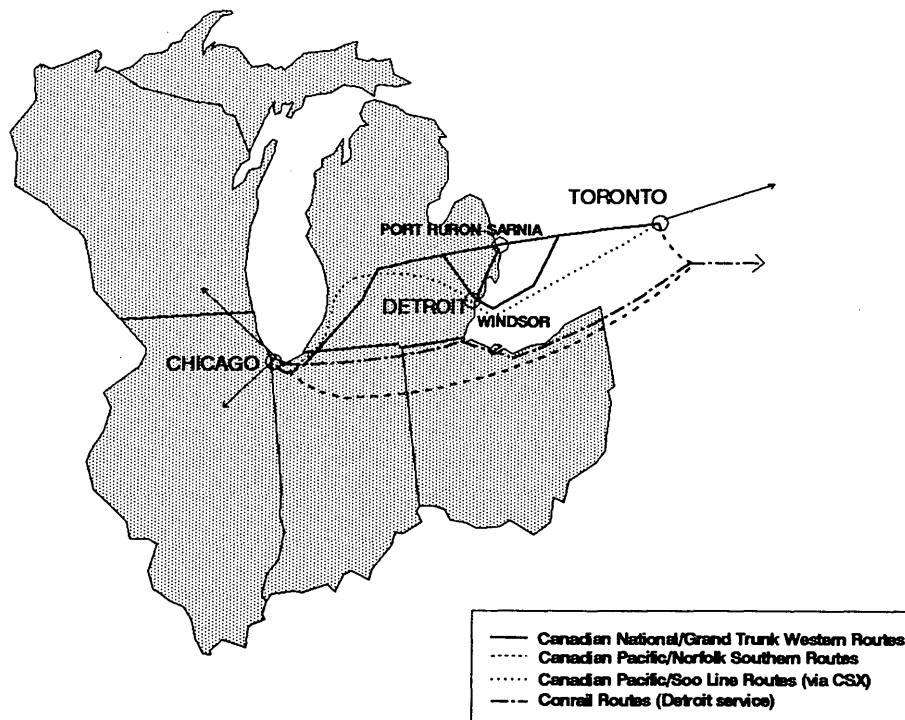 TORONTO
PORT RURON-SARNIA
DETROIT
WINDSOR
CHICAGO
Canadian National/Grand Trunk Western Routes
Canadian Pacific/Norfolk Southern Routes
Canadian Pacific/Soo Line Routes (via CSX)
Conrail Routes (Detroit service)